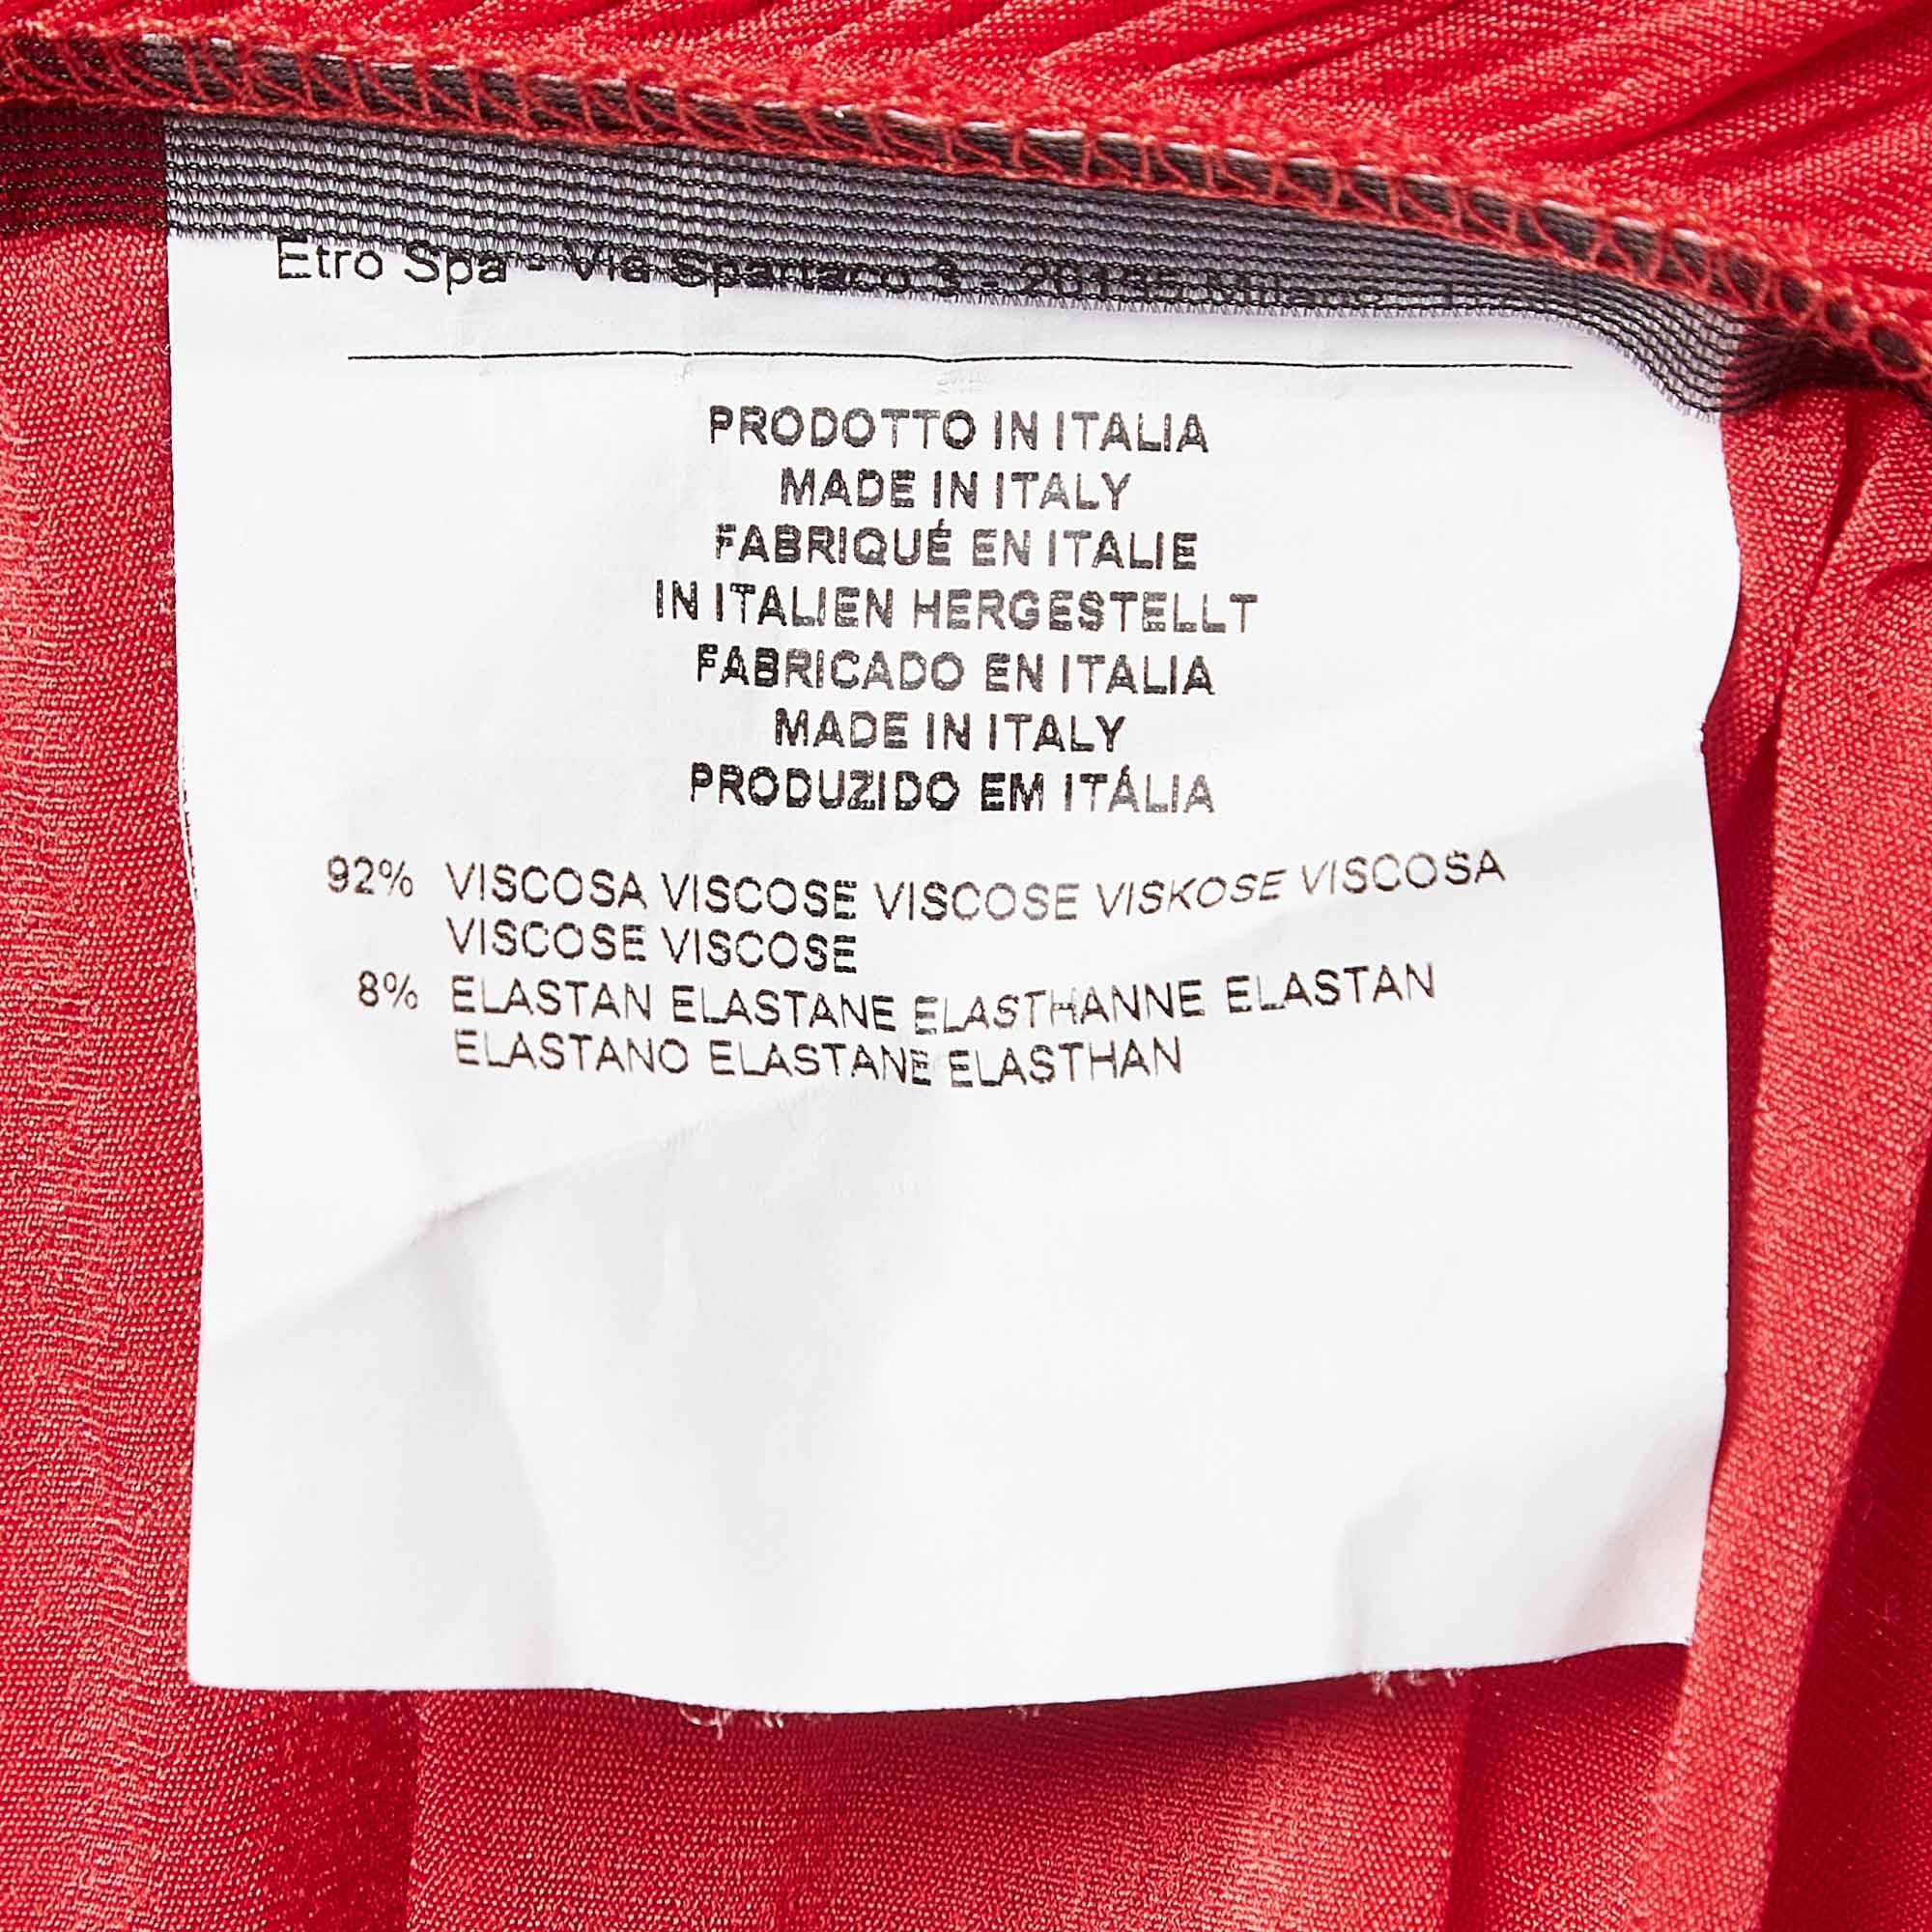 Etro Spa - Via Spartaco 3 - 20135 Milano
PRODOTTO IN ITALIA
MADE IN ITALY
FABRIQUÉ EN ITALIE
IN ITALIEN HERGESTELLT
FABRICADO EN ITALIA
MADE IN ITALY
PRODUZIDO EM ITÁLIA
92% VISCOSA VISCOSE VISCOSE VISKOSE VISCOSA
VISCOSE VISCOSE
8% ELASTAN ELASTANE ELASTHANNE ELASTAN
ELASTANO ELASTANE ELASTHAN